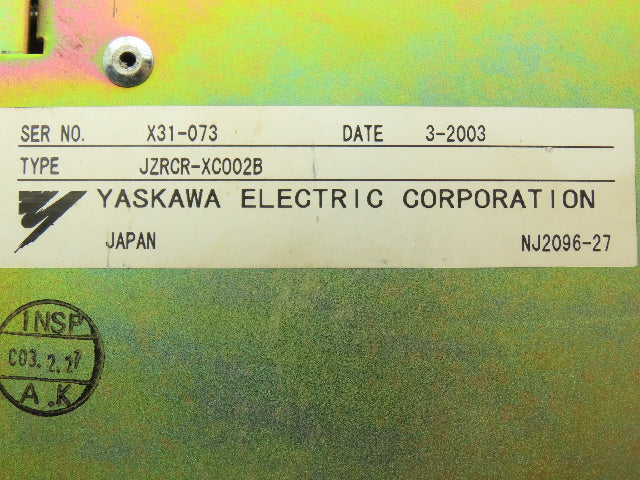 SER NO. X31-073 DATE 3-2003
TYPE JZRCR-XCO02B
YASKAWA ELECTRIC CORPORATION
JAPAN NJ2096-27
INSP
C03.2.27
A.K